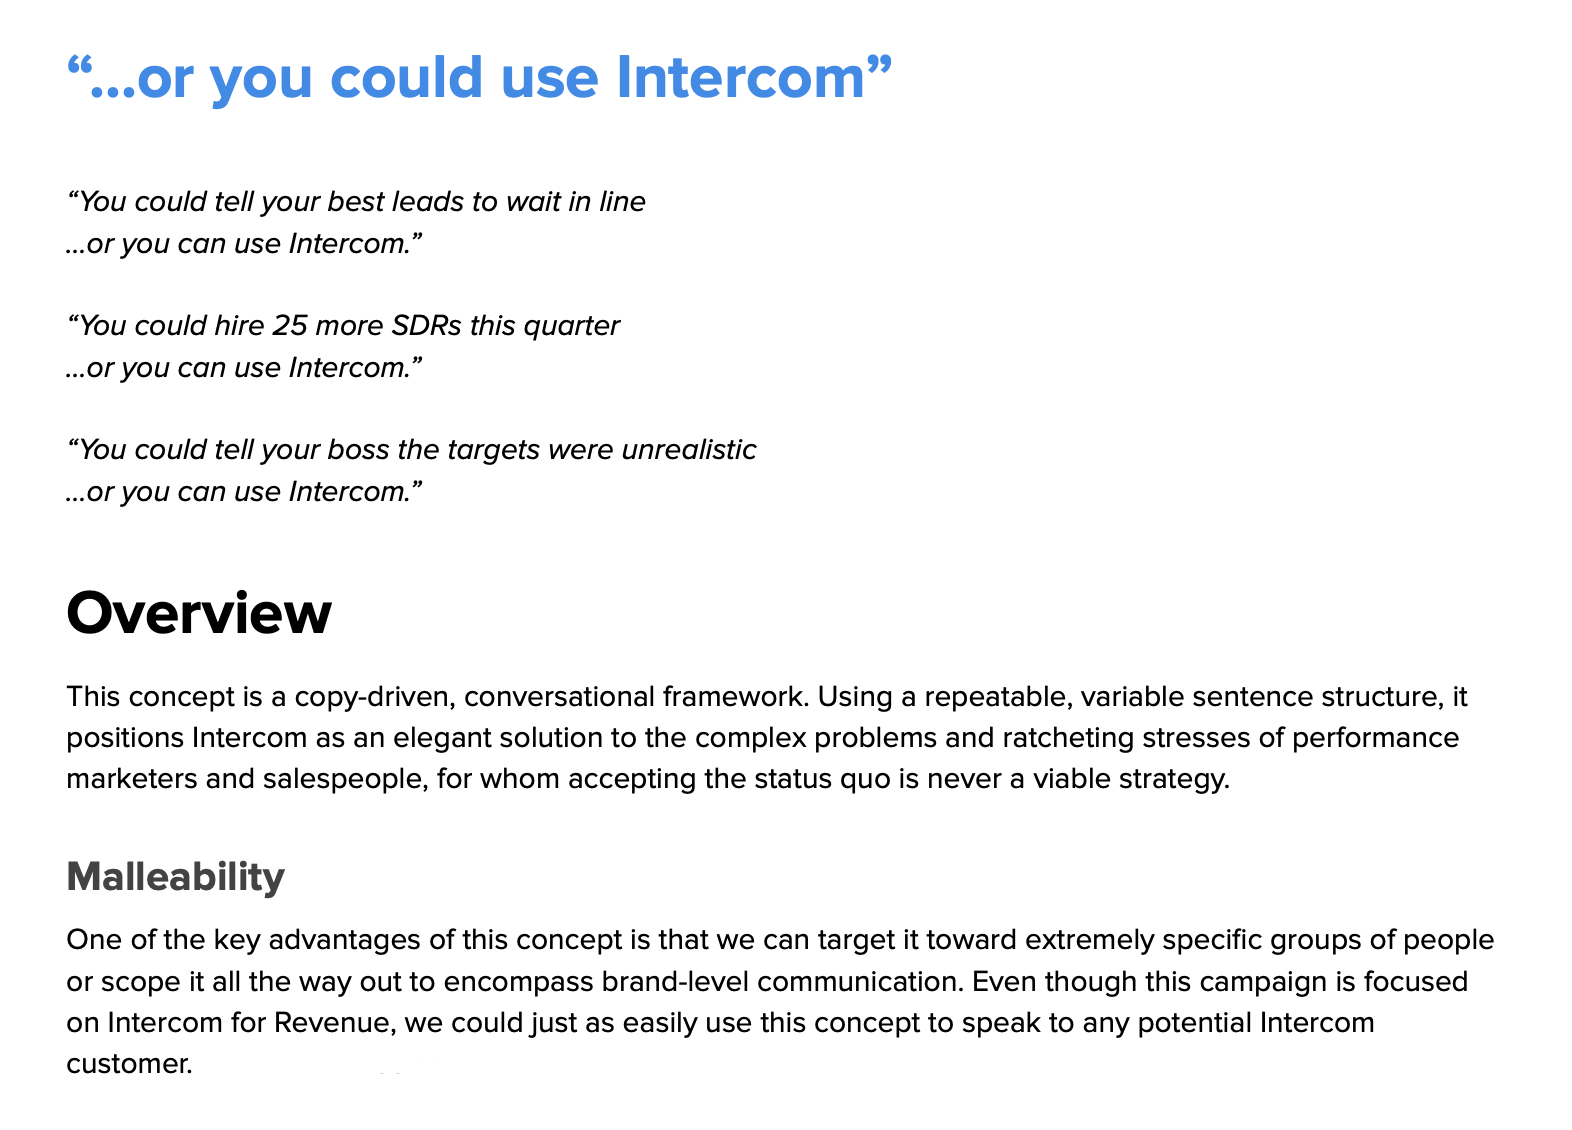 “...or you could use Intercom”
“You could tell your best leads to wait in line
...or you can use Intercom.”
“You could hire 25 more SDRs this quarter
...or you can use Intercom.”
“You could tell your boss the targets were unrealistic
...or you can use Intercom.”
Overview
This concept is a copy-driven, conversational framework. Using a repeatable, variable sentence structure, it
positions Intercom as an elegant solution to the complex problems and ratcheting stresses of performance
marketers and salespeople, for whom accepting the status quo is never a viable strategy.
Malleability
One of the key advantages of this concept is that we can target it toward extremely specific groups of people
or scope it all the way out to encompass brand-level communication. Even though this campaign is focused
on Intercom for Revenue, we could just as easily use this concept to speak to any potential Intercom
customer.